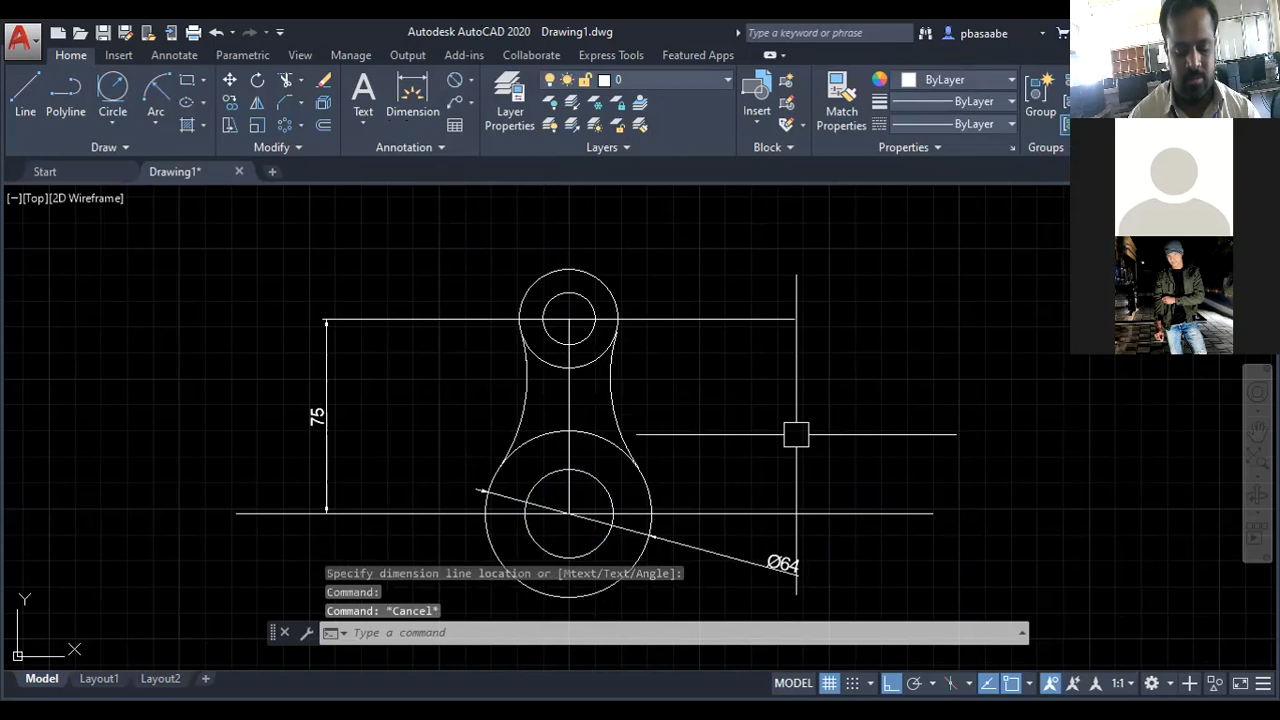 Autodesk AutoCAD 2020 Drawing1.dwg
Type a keyword or phrase
pbasaabe
Home Insert Annotate Parametric View Manage Output Add-ins Collaborate Express Tools Featured Apps
Line Polyline Circle Arc
Text Dimension
Layer
Properties
0
Insert
Match
Properties
ByLayer
ByLayer
ByLayer
Group
Draw Modify Annotation Layers Block Properties Groups
Start Drawing1*
[−][Top][2D Wireframe]
75
Ø64
Specify dimension line location or [Mtext/Text/Angle]:
Command:
Command: *Cancel*
Type a command
Y
X
Model Layout1 Layout2
MODEL 1:1